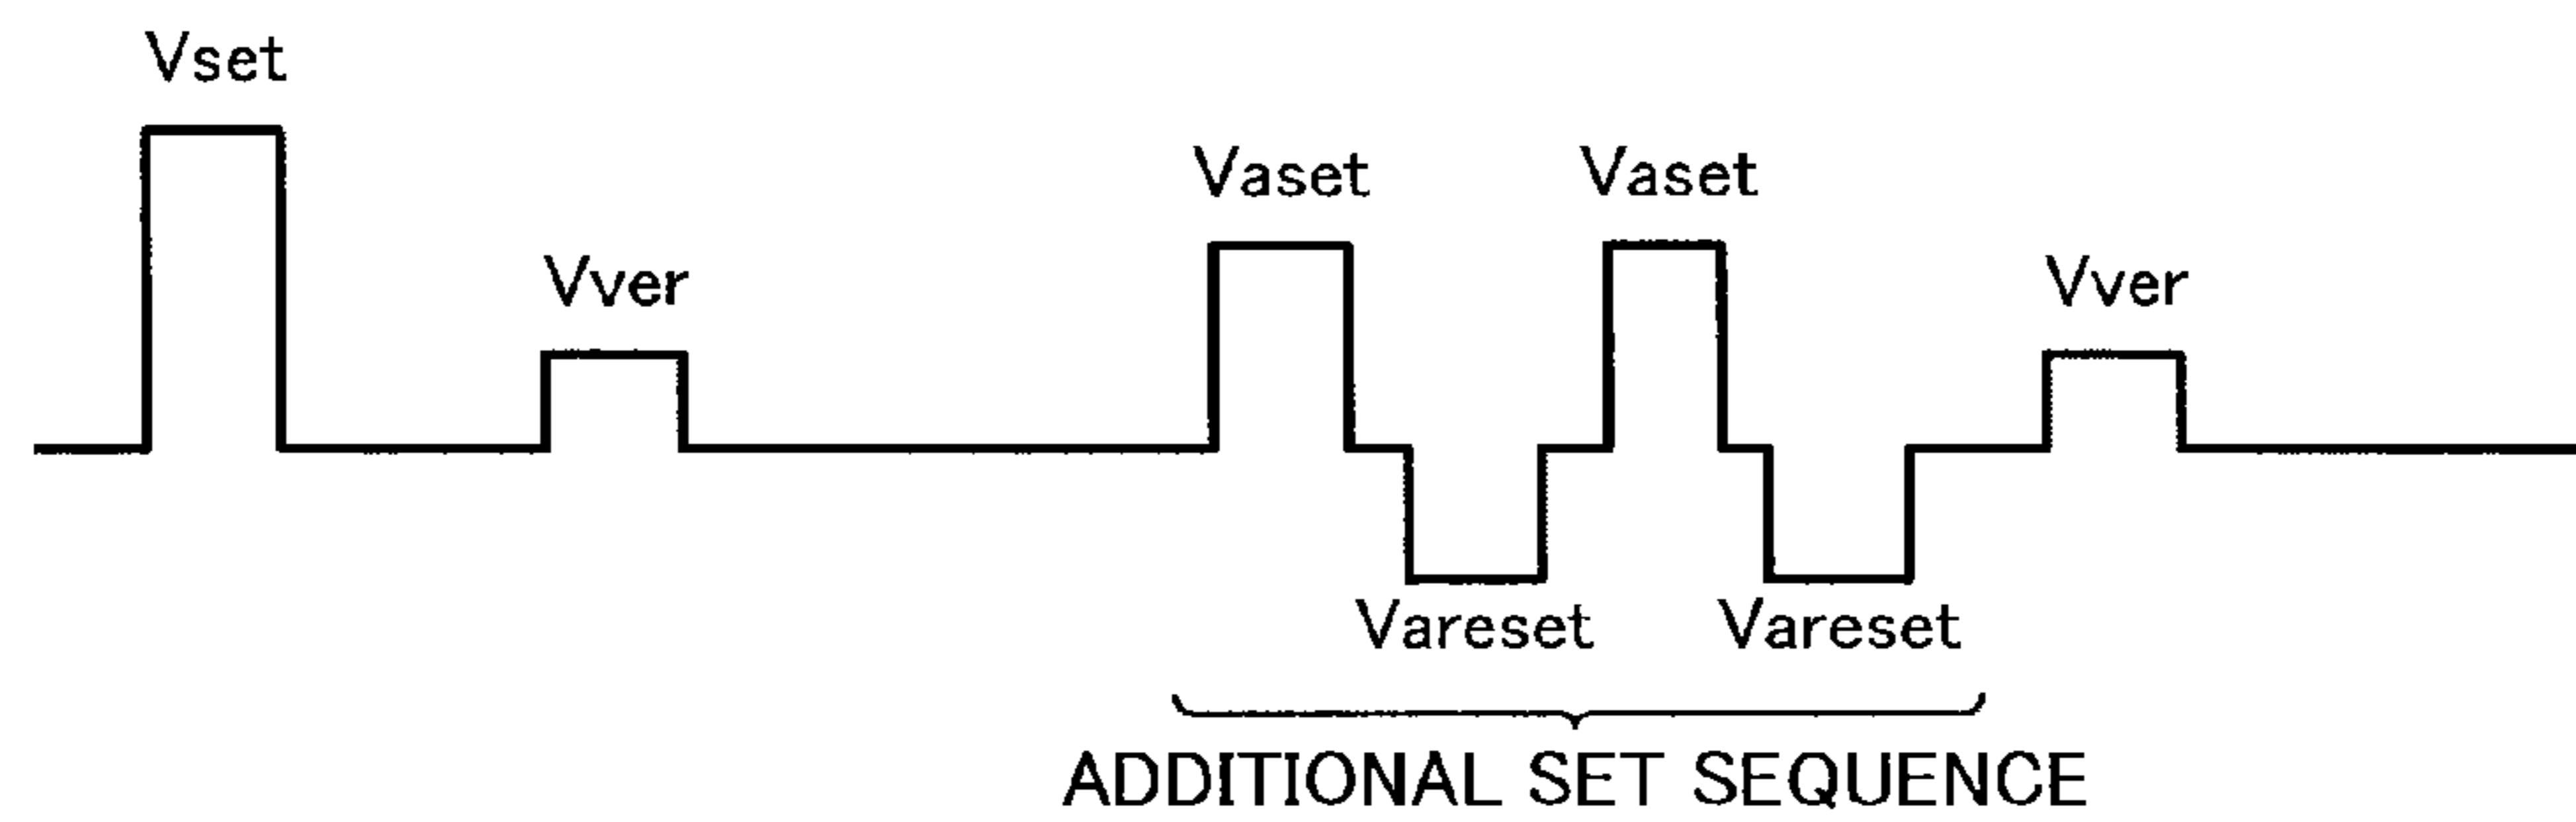 Vset
Vaset Vaset
Vver Vver
Vareset Vareset
ADDITIONAL SET SEQUENCE